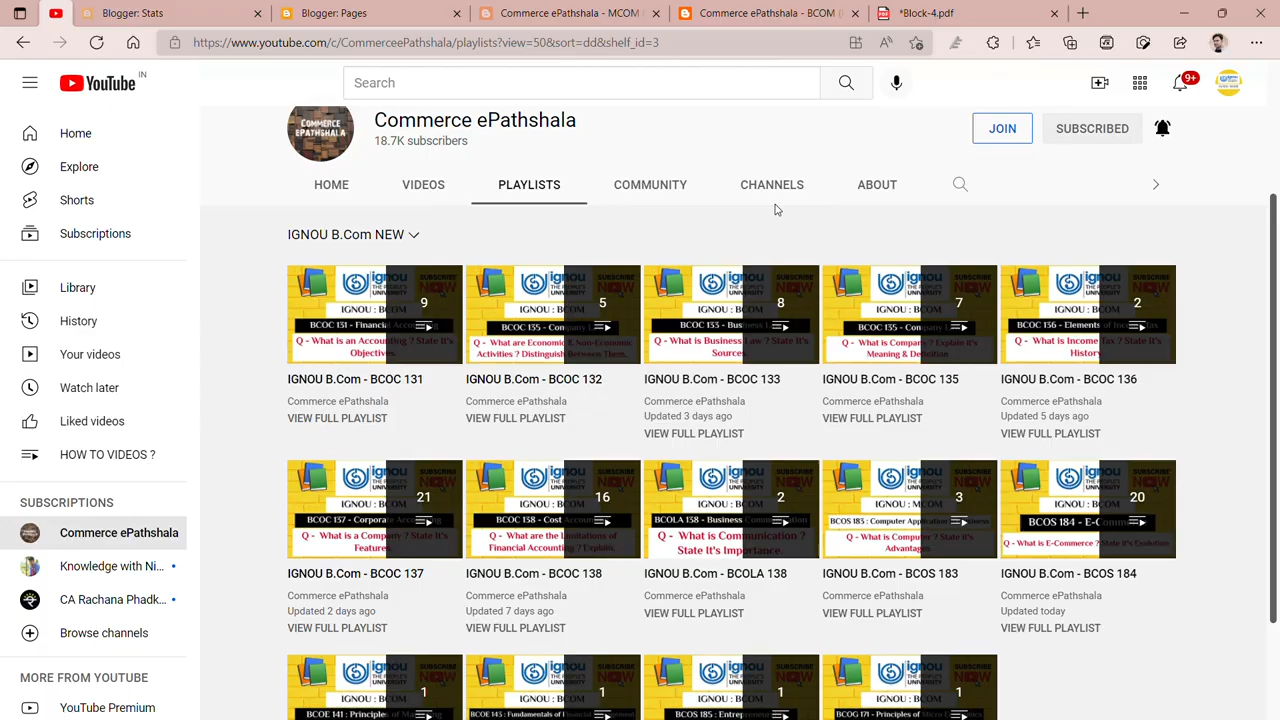 Blogger: Stats
Blogger: Pages
Commerce ePathshala - MCOM
Commerce ePathshala - BCOM (
*Block-4.pdf
https://www.youtube.com/c/CommerceePathshala/playlists?view=50&sort=dd&shelf_id=3
YouTube IN
Search
9+
Home
Explore
Shorts
Subscriptions
Library
History
Your videos
Watch later
Liked videos
HOW TO VIDEOS ?
SUBSCRIPTIONS
Commerce ePathshala
Knowledge with Ni...
CA Rachana Phadk...
Browse channels
MORE FROM YOUTUBE
YouTube Premium
COMMERCE
EPATHSHALA
Commerce ePathshala
18.7K subscribers
JOIN
SUBSCRIBED
HOME VIDEOS PLAYLISTS COMMUNITY CHANNELS ABOUT
IGNOU B.Com NEW
9
5
8
7
2
IGNOU B.Com - BCOC 131
Commerce ePathshala
VIEW FULL PLAYLIST
IGNOU B.Com - BCOC 132
Commerce ePathshala
VIEW FULL PLAYLIST
IGNOU B.Com - BCOC 133
Commerce ePathshala
Updated 3 days ago
VIEW FULL PLAYLIST
IGNOU B.Com - BCOC 135
Commerce ePathshala
VIEW FULL PLAYLIST
IGNOU B.Com - BCOC 136
Commerce ePathshala
Updated 5 days ago
VIEW FULL PLAYLIST
21
16
2
3
20
IGNOU B.Com - BCOC 137
Commerce ePathshala
Updated 2 days ago
VIEW FULL PLAYLIST
IGNOU B.Com - BCOC 138
Commerce ePathshala
Updated 7 days ago
VIEW FULL PLAYLIST
IGNOU B.Com - BCOLA 138
Commerce ePathshala
VIEW FULL PLAYLIST
IGNOU B.Com - BCOS 183
Commerce ePathshala
VIEW FULL PLAYLIST
IGNOU B.Com - BCOS 184
Commerce ePathshala
Updated today
VIEW FULL PLAYLIST
1
1
1
1